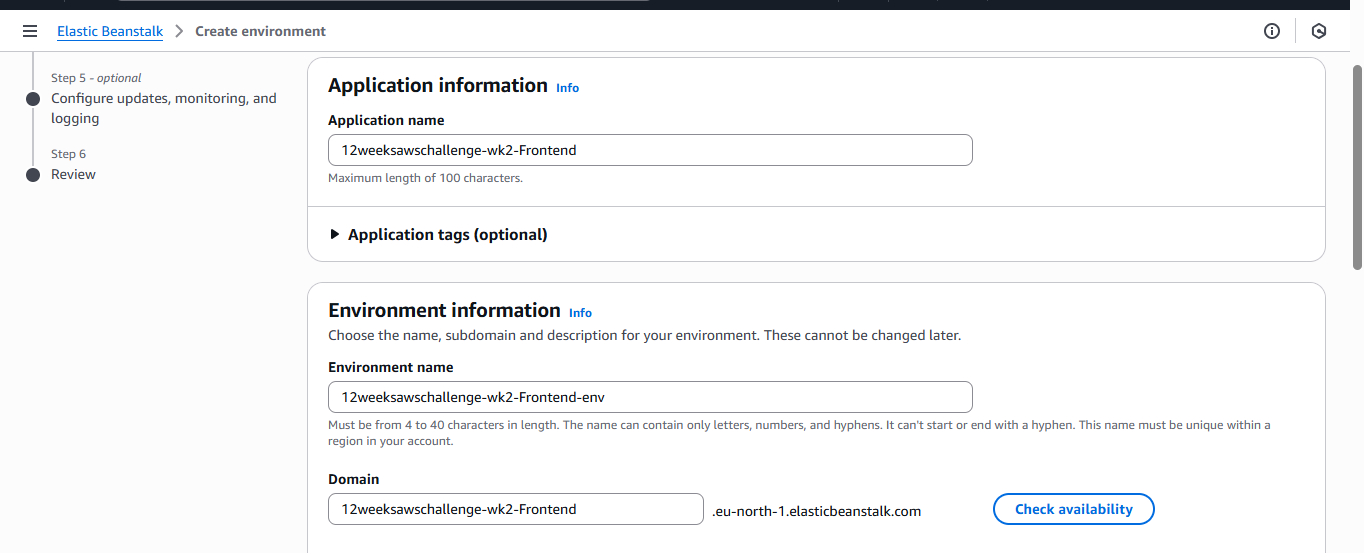 Elastic Beanstalk > Create environment
Step 5 - optional
Configure updates, monitoring, and
logging
Step 6
Review
Application information Info
Application name
12weeksawschallenge-wk2-Frontend
Maximum length of 100 characters.
Application tags (optional)
Environment information Info
Choose the name, subdomain and description for your environment. These cannot be changed later.
Environment name
12weeksawschallenge-wk2-Frontend-env
Must be from 4 to 40 characters in length. The name can contain only letters, numbers, and hyphens. It can't start or end with a hyphen. This name must be unique within a
region in your account.
Domain
12weeksawschallenge-wk2-Frontend .eu-north-1.elasticbeanstalk.com Check availability